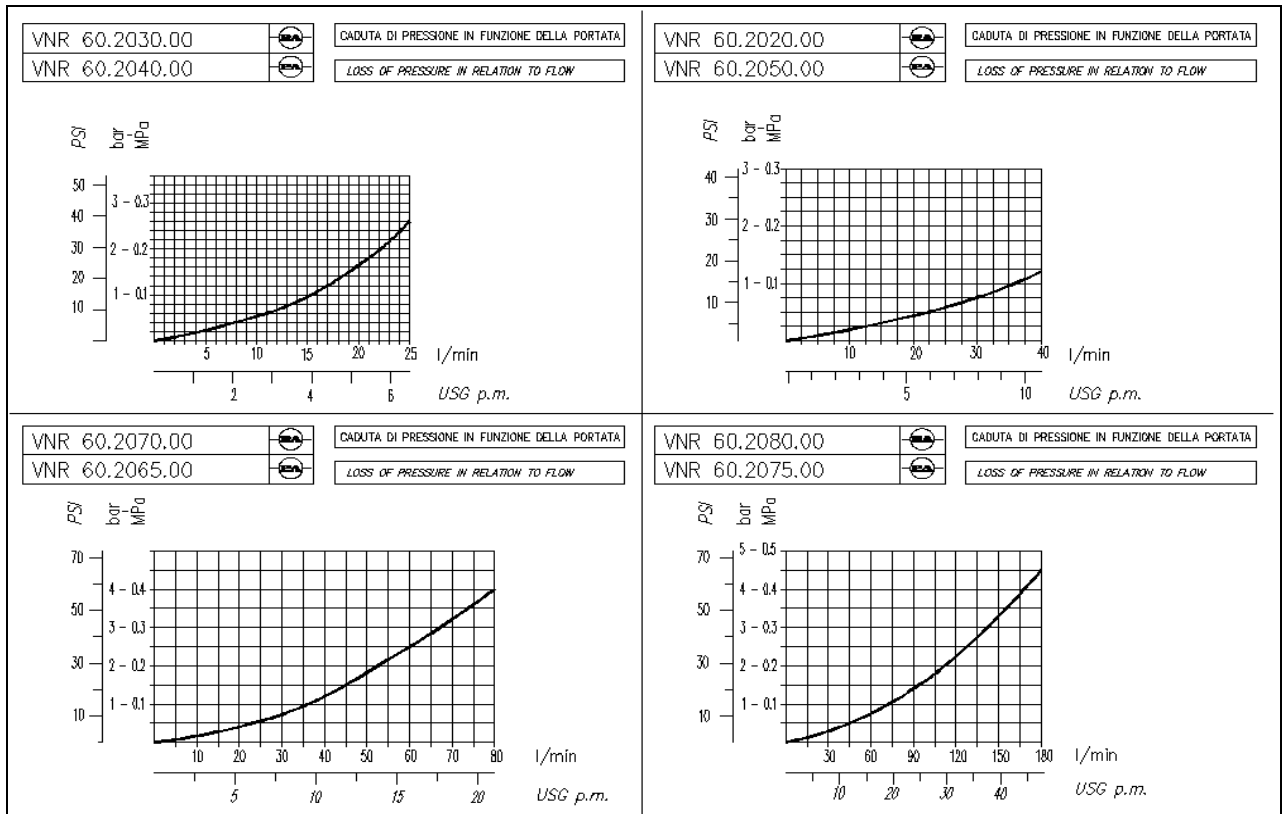 VNR 60.2030.00
VNR 60.2040.00
CADUTA DI PRESSIONE IN FUNZIONE DELLA PORTATA
LOSS OF PRESSURE IN RELATION TO FLOW
PSI
bar-MPa
50
40
30
20
10
3 - 0.3
2 - 0.2
1 - 0.1
5 10 15 20 25 l/min
2 4 6 USG p.m.
VNR 60.2020.00
VNR 60.2050.00
CADUTA DI PRESSIONE IN FUNZIONE DELLA PORTATA
LOSS OF PRESSURE IN RELATION TO FLOW
PSI
bar-MPa
40
30
20
10
3 - 0.3
2 - 0.2
1 - 0.1
10 20 30 40 l/min
5 10 USG p.m.
VNR 60.2070.00
VNR 60.2065.00
CADUTA DI PRESSIONE IN FUNZIONE DELLA PORTATA
LOSS OF PRESSURE IN RELATION TO FLOW
PSI
bar-MPa
70
50
30
10
4 - 0.4
3 - 0.3
2 - 0.2
1 - 0.1
10 20 30 40 50 60 70 80 l/min
5 10 15 20 USG p.m.
VNR 60.2080.00
VNR 60.2075.00
CADUTA DI PRESSIONE IN FUNZIONE DELLA PORTATA
LOSS OF PRESSURE IN RELATION TO FLOW
PSI
bar MPa
70
50
30
10
5 - 0.5
4 - 0.4
3 - 0.3
2 - 0.2
1 - 0.1
30 60 90 120 150 180 l/min
10 20 30 40 USG p.m.